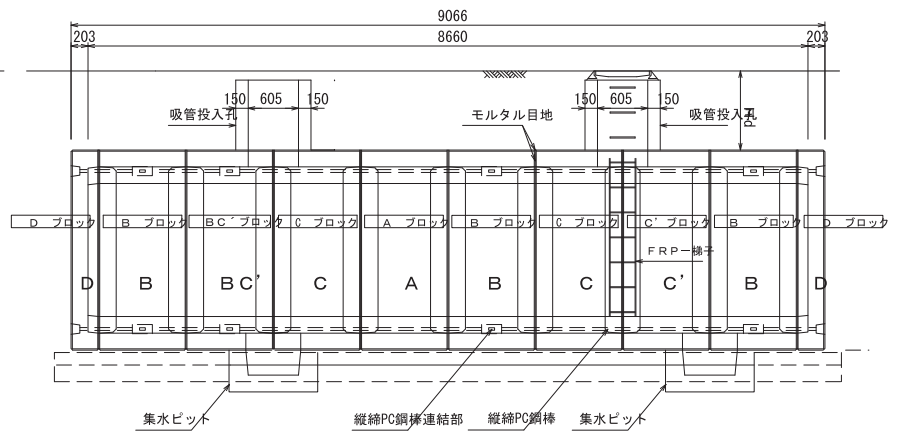 9066
203 8660 203
150 605 150
150 605 150
吸管投入孔
モルタル目地
吸管投入孔
D ブロック B ブロック BC´ブロック C ブロック A ブロック B ブロック C ブロック C'ブロック B ブロック D ブロック
FRP一梯子
D B BC' C A B C C' B D
集水ピット
縦締PC鋼棒連結部
縦締PC鋼棒
集水ピット